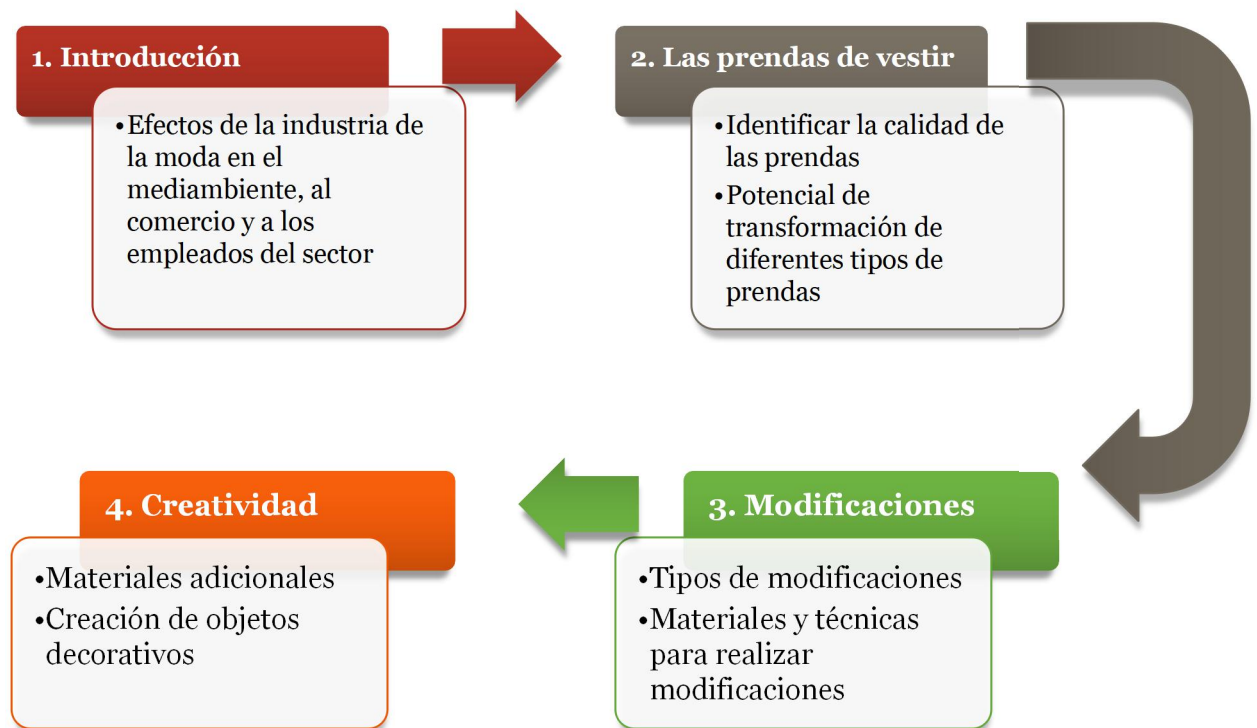 1. Introducción
•Efectos de la industria de
la moda en el
mediambiente, al
comercio y a los
empleados del sector
2. Las prendas de vestir
•Identificar la calidad de
las prendas
•Potencial de
transformación de
diferentes tipos de
prendas
3. Modificaciones
•Tipos de modificaciones
•Materiales y técnicas
para realizar
modificaciones
4. Creatividad
•Materiales adicionales
•Creación de objetos
decorativos